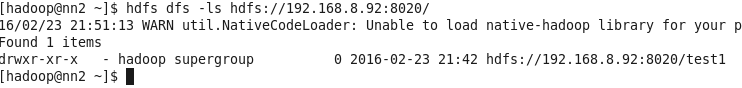 [hadoop@nn2 ~]$ hdfs dfs -ls hdfs://192.168.8.92:8020/
16/02/23 21:51:13 WARN util.NativeCodeLoader: Unable to load native-hadoop library for your p
Found 1 items
drwxr-xr-x   - hadoop supergroup          0 2016-02-23 21:42 hdfs://192.168.8.92:8020/test1
[hadoop@nn2 ~]$